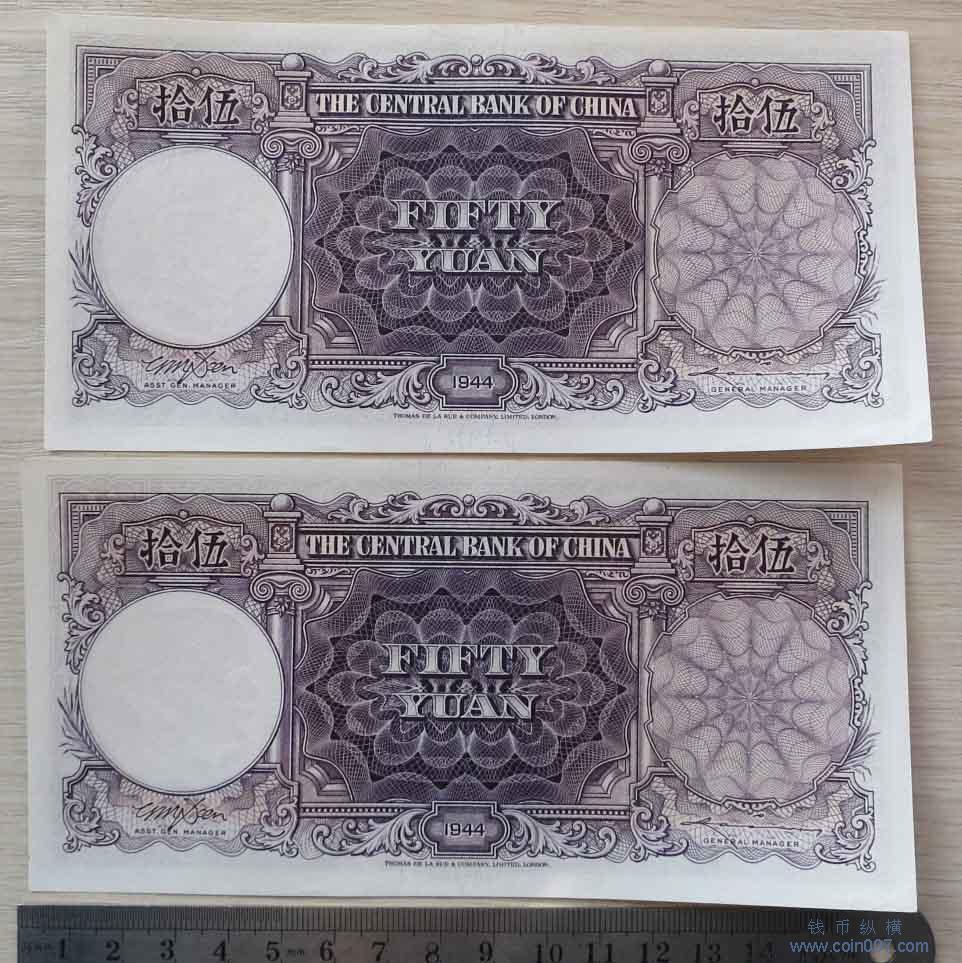 拾伍 THE CENTRAL BANK OF CHINA 拾伍
FIFTY
YUAN
ASST GEN. MANAGER
1944
GENERAL MANAGER
THOMAS DE LA RUE & COMPANY, LIMITED, LONDON.
拾伍 THE CENTRAL BANK OF CHINA 拾伍
FIFTY
YUAN
ASST GEN. MANAGER
1944
GENERAL MANAGER
THOMAS DE LA RUE & COMPANY, LIMITED, LONDON.
1 2 3 4 5 mm 6 7 8 9 10 11 12 13 14
钱币纵横
www.coin007.com